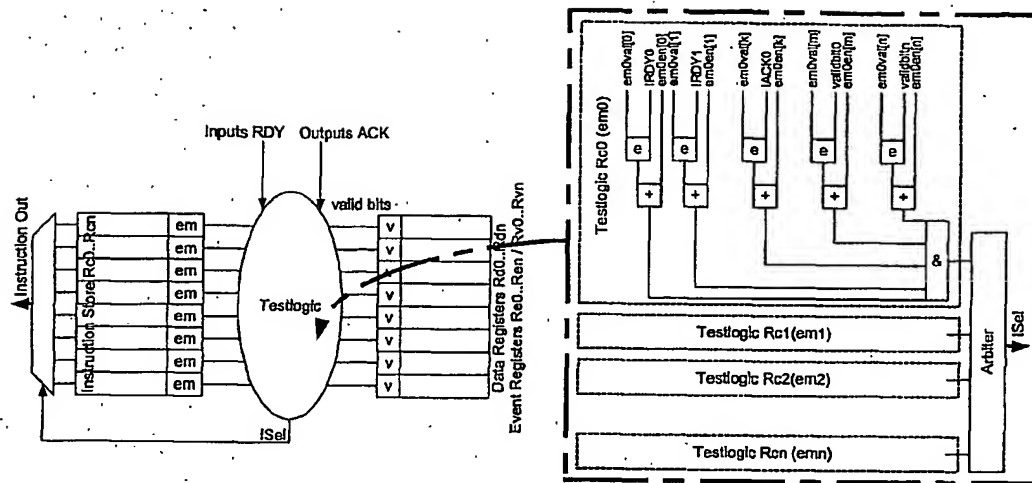 Inputs RDY
Outputs ACK
valid bits
Instruction Out
Instruction Store Rc0..Rcn
em
em
em
em
em
em
em
em
Testlogic
v
v
v
v
v
v
v
v
Data Registers Rd0..Rdn
Event Registers Re0..Ren / Rv0..Rvn
ISel
Testlogic Rc0 (em0)
em0val[0]
IRDY0
em0en[0]
em0val[1]
IRDY1
em0en[1]
em0val[k]
IACK0
em0en[k]
em0val[m]
validbit0
em0en[m]
em0val[n]
validbitn
em0en[n]
e
e
e
e
e
+
+
+
+
+
&
Testlogic Rc1(em1)
Testlogic Rc2(em2)
Testlogic Rcn (emn)
Arbiter
ISel